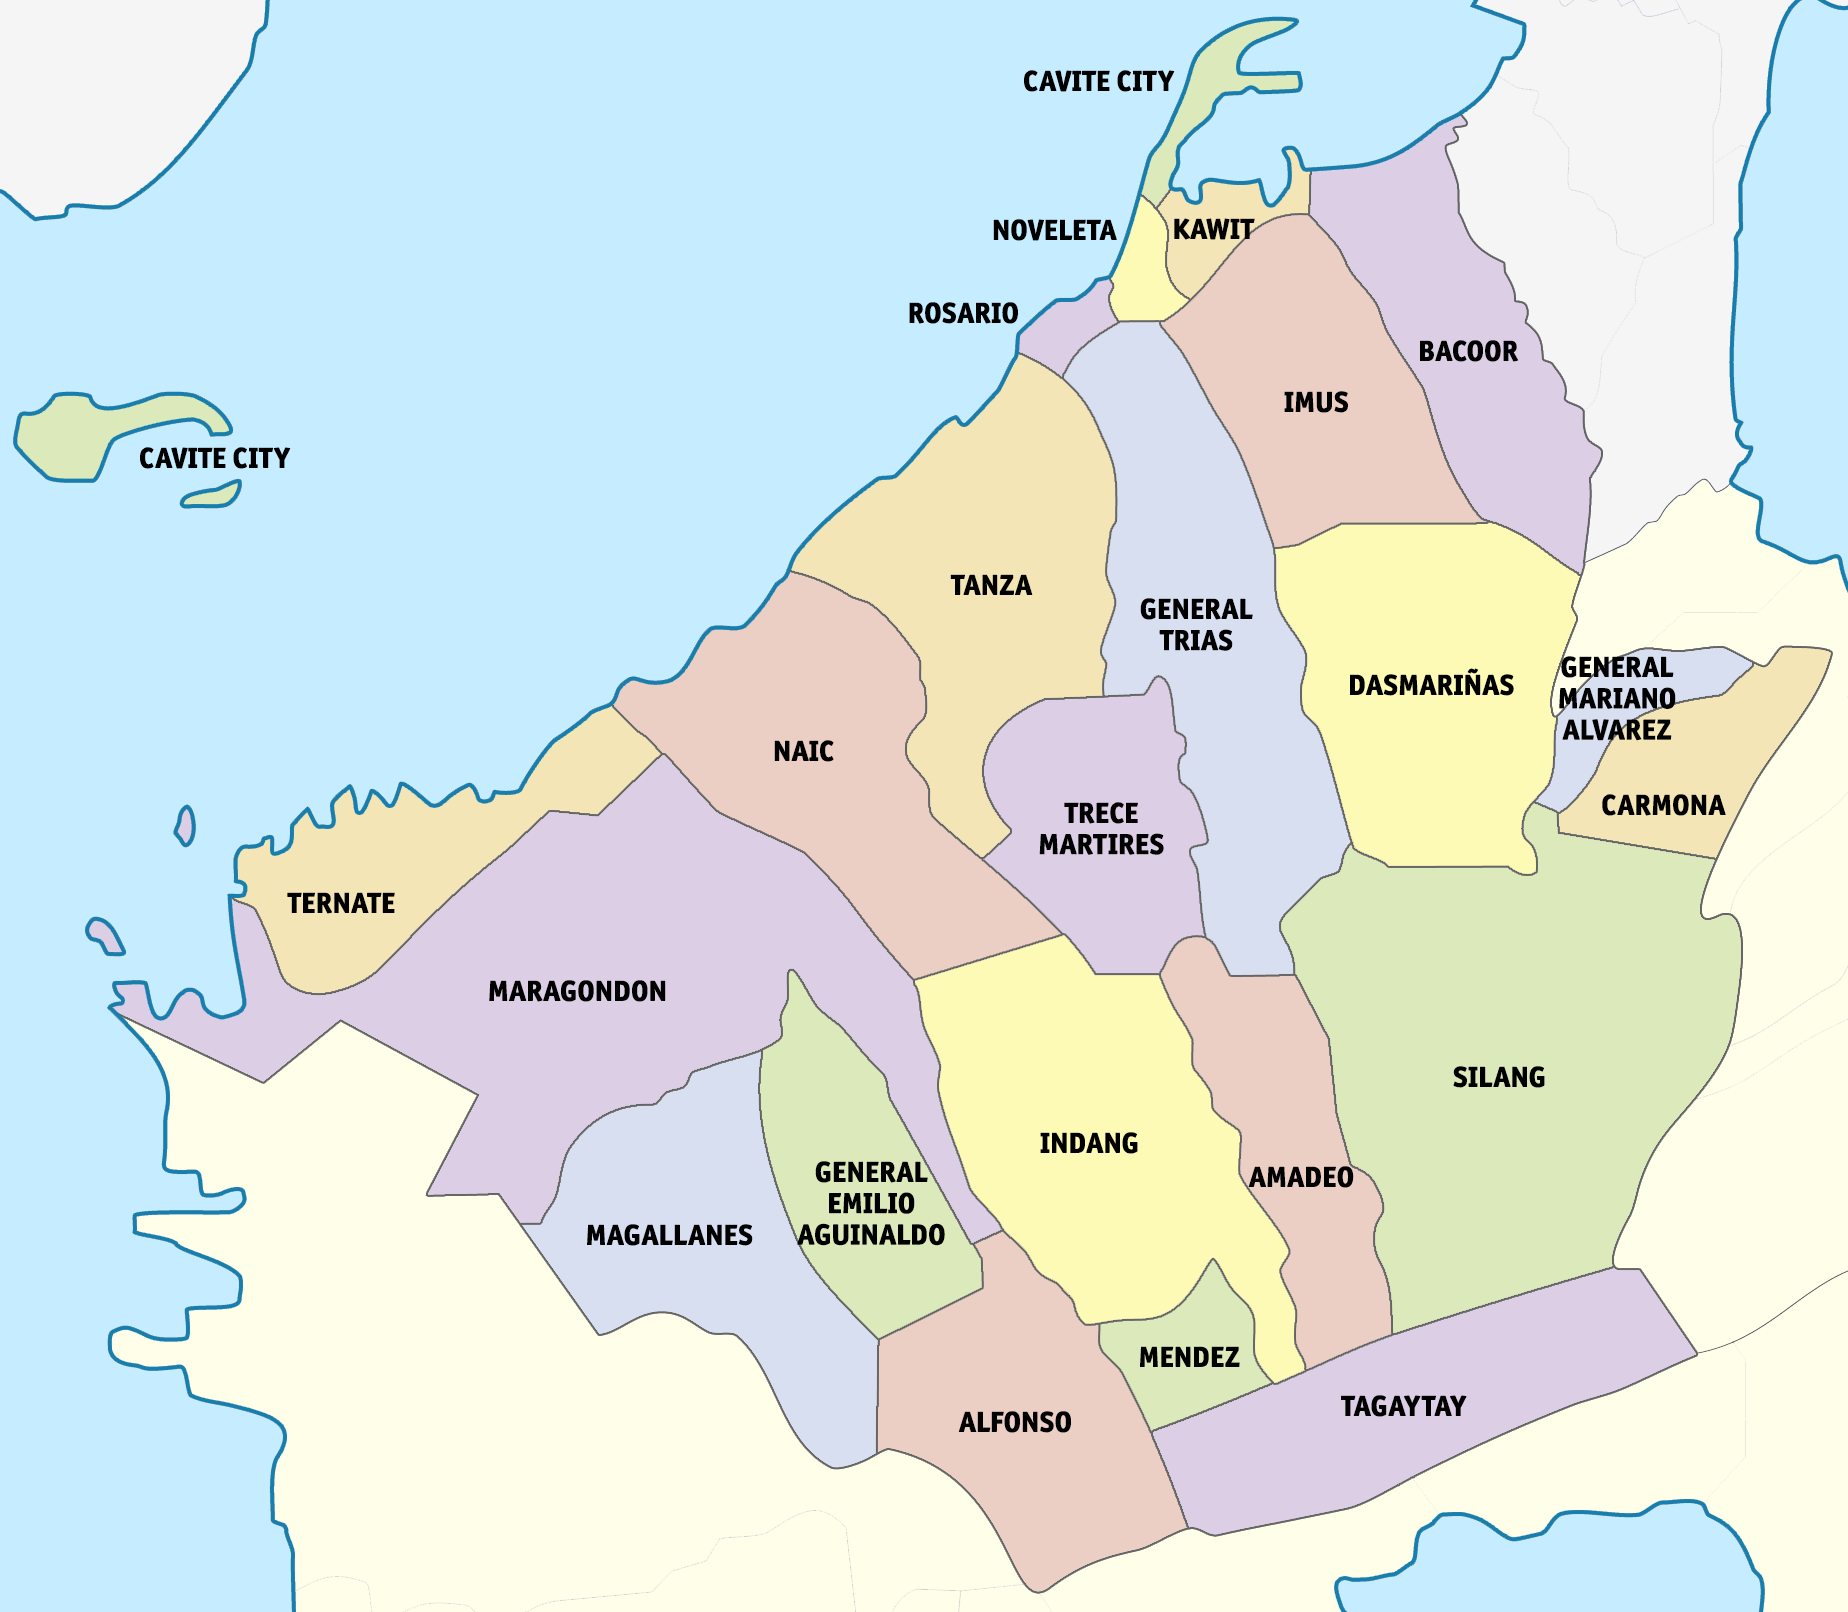 CAVITE CITY
NOVELETA
KAWIT
ROSARIO
BACOOR
IMUS
CAVITE CITY
TANZA
GENERAL
TRIAS
DASMARIÑAS
GENERAL
MARIANO
ALVAREZ
NAIC
CARMONA
TRECE
MARTIRES
TERNATE
MARAGONDON
SILANG
INDANG
AMADEO
GENERAL
EMILIO
AGUINALDO
MAGALLANES
MENDEZ
TAGAYTAY
ALFONSO